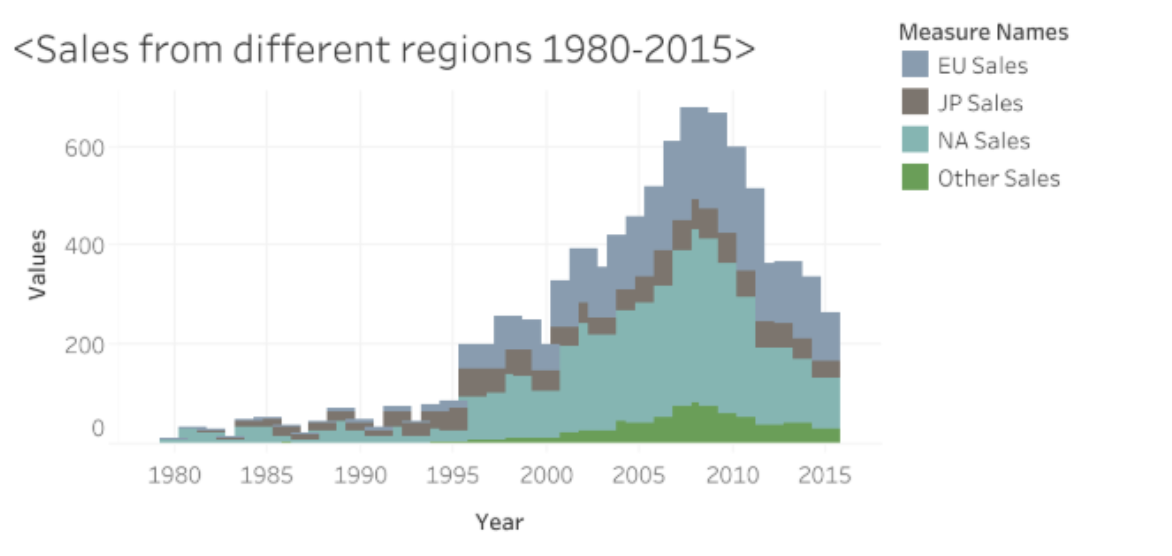 <Sales from different regions 1980-2015>
Measure Names
EU Sales
JP Sales
NA Sales
Other Sales
Values
600
400
200
0
1980 1985 1990 1995 2000 2005 2010 2015
Year